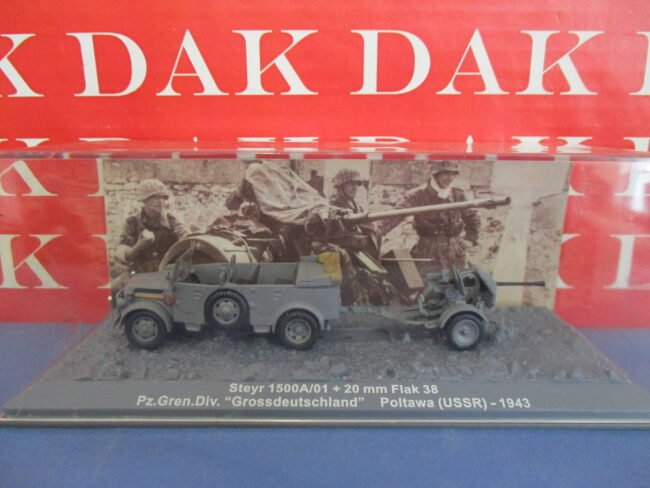 K DAK DAK DAK D
Steyr 1500A/01 + 20 mm Flak 38
Pz.Gren.Div. "Grossdeutschland" Poltawa (USSR) - 1943